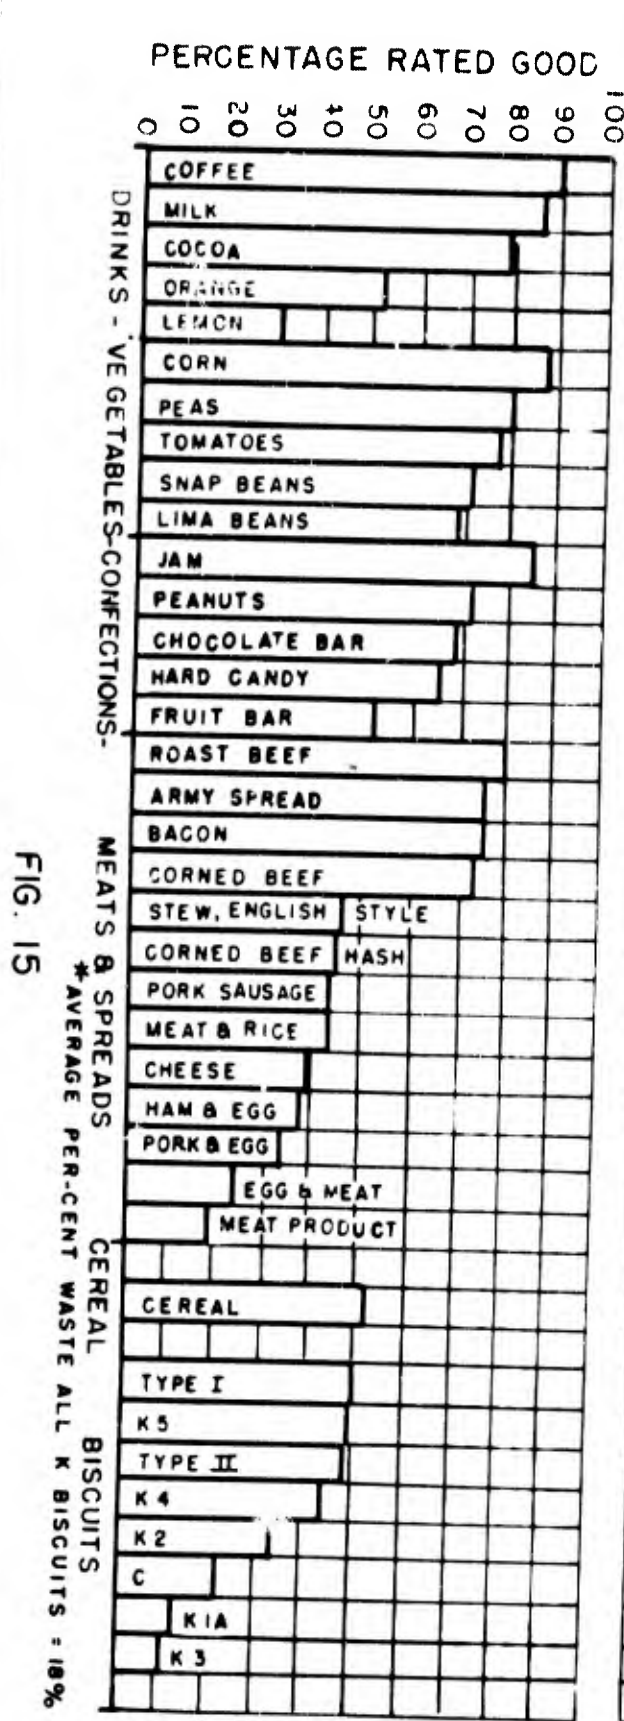 PERCENTAGE RATED GOOD
0 10 20 30 40 50 60 70 80 90 100
COFFEE
MILK
COCOA
ORANGE
LEMON
CORN
PEAS
TOMATOES
SNAP BEANS
LIMA BEANS
JAM
PEANUTS
CHOCOLATE BAR
HARD CANDY
FRUIT BAR
ROAST BEEF
ARMY SPREAD
BACON
CORNED BEEF
STEW, ENGLISH STYLE
CORNED BEEF HASH
PORK SAUSAGE
MEAT & RICE
CHEESE
HAM & EGG
PORK & EGG
EGG & MEAT
MEAT PRODUCT
CEREAL
TYPE I
K 5
TYPE II
K 4
K 2
C
K 1A
K 3
DRINKS - VEGETABLES-CONFECTIONS- MEATS & SPREADS CEREAL BISCUITS
*AVERAGE PER-CENT WASTE ALL K BISCUITS = 18%
FIG. 15